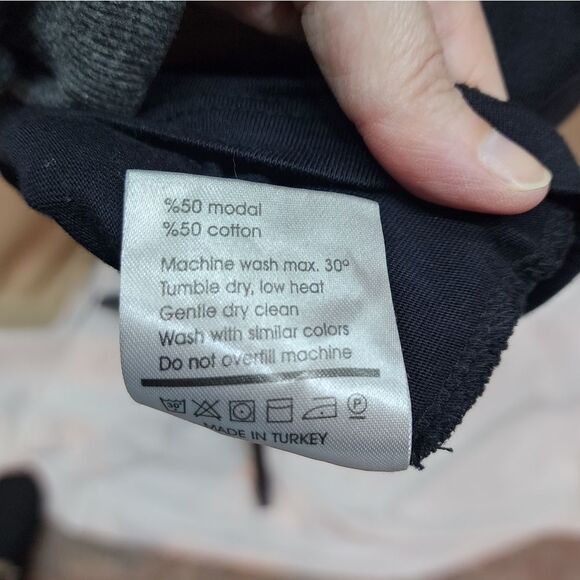 %50 modal
%50 cotton
Machine wash max. 30º
Tumble dry, low heat
Gentle dry clean
Wash with similar colors
Do not overfill machine
30° P
MADE IN TURKEY